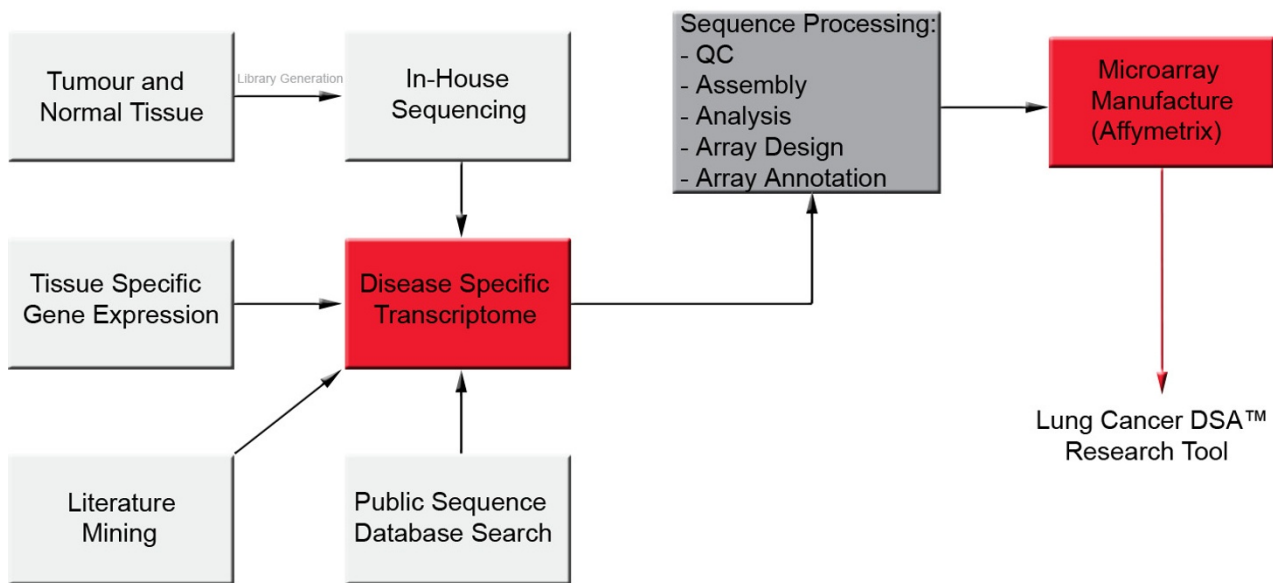 Tumour and
Normal Tissue
Library Generation
In-House
Sequencing
Sequence Processing:
- QC
- Assembly
- Analysis
- Array Design
- Array Annotation
Microarray
Manufacture
(Affymetrix)
Tissue Specific
Gene Expression
Disease Specific
Transcriptome
Literature
Mining
Public Sequence
Database Search
Lung Cancer DSA™
Research Tool